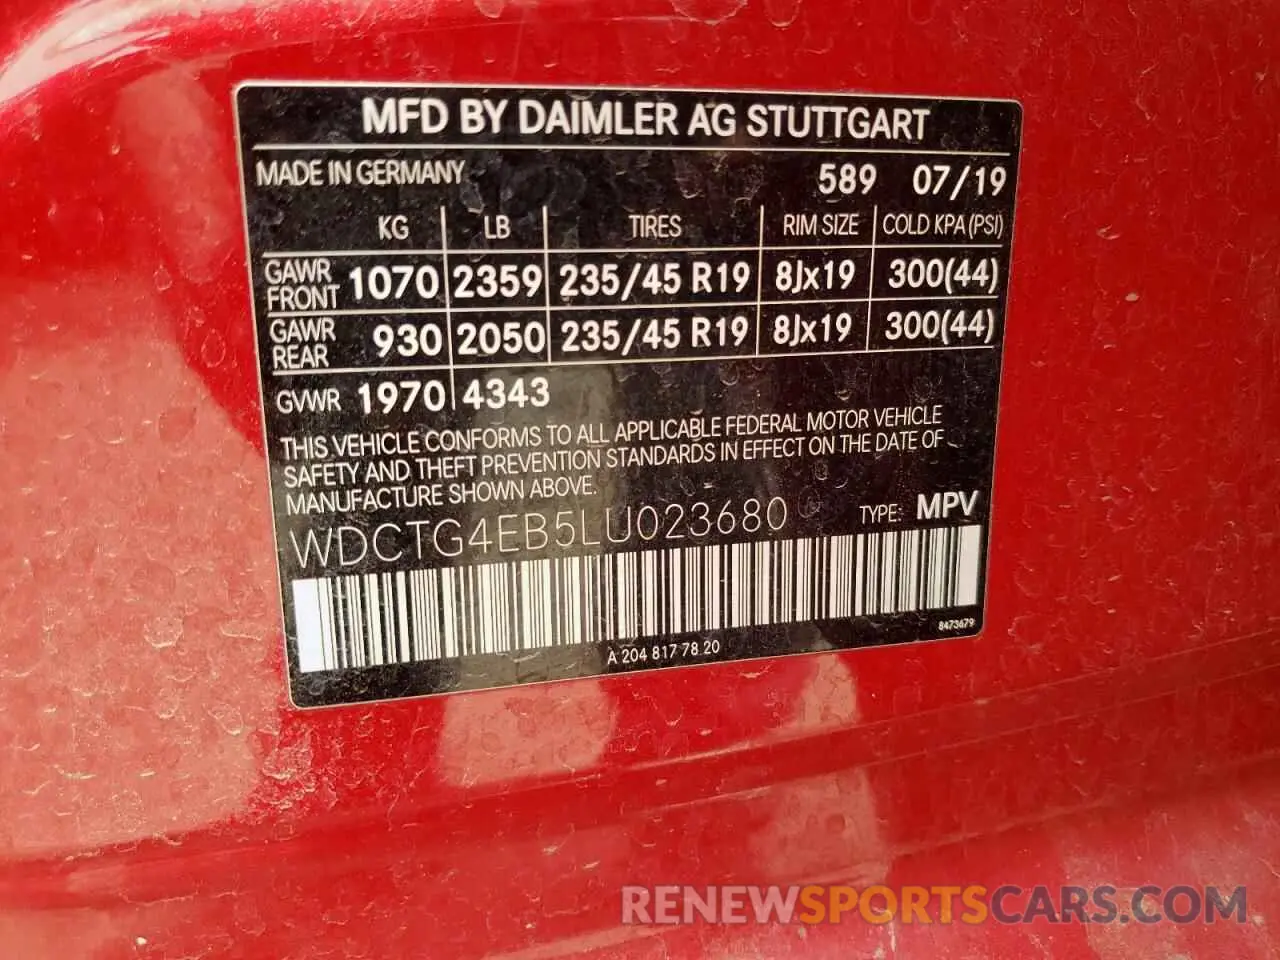 MFD BY DAIMLER AG STUTTGART
MADE IN GERMANY 589 07/19
KG LB TIRES RIM SIZE COLD KPA (PSI)
GAWR FRONT 1070 2359 235/45 R19 8Jx19 300(44)
GAWR REAR 930 2050 235/45 R19 8Jx19 300(44)
GVWR 1970 4343
THIS VEHICLE CONFORMS TO ALL APPLICABLE FEDERAL MOTOR VEHICLE
SAFETY AND THEFT PREVENTION STANDARDS IN EFFECT ON THE DATE OF
MANUFACTURE SHOWN ABOVE.
WDCTG4EB5LU023680 TYPE: MPV
8473679
A 204 817 78 20
RENEWSPORTSCARS.COM